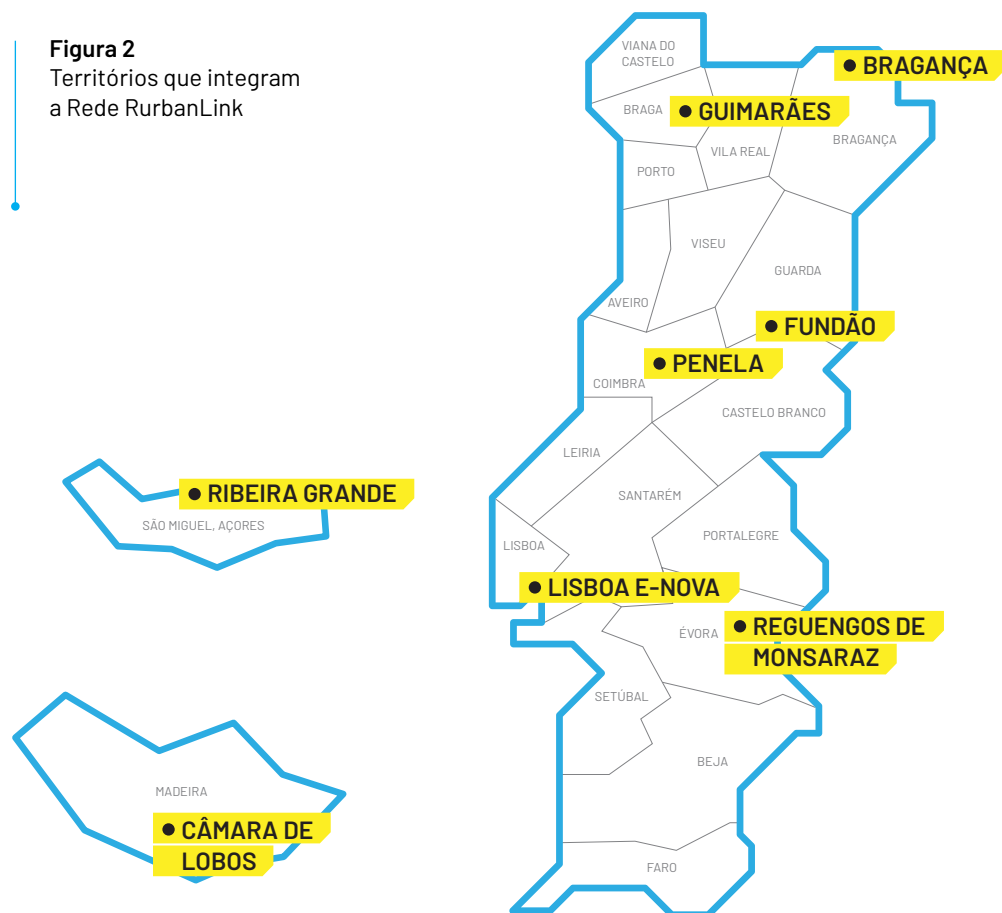 Figura 2
Territórios que integram
a Rede RurbanLink
VIANA DO
CASTELO
BRAGANÇA
BRAGA
GUIMARÃES
VILA REAL
BRAGANÇA
PORTO
VISEU
GUARDA
AVEIRO
FUNDÃO
PENELA
COIMBRA
CASTELO BRANCO
LEIRIA
SANTARÉM
RIBEIRA GRANDE
SÃO MIGUEL, AÇORES
PORTALEGRE
LISBOA
LISBOA E-NOVA
ÉVORA
REGUENGOS DE
MONSARAZ
SETÚBAL
BEJA
MADEIRA
CÂMARA DE
LOBOS
FARO